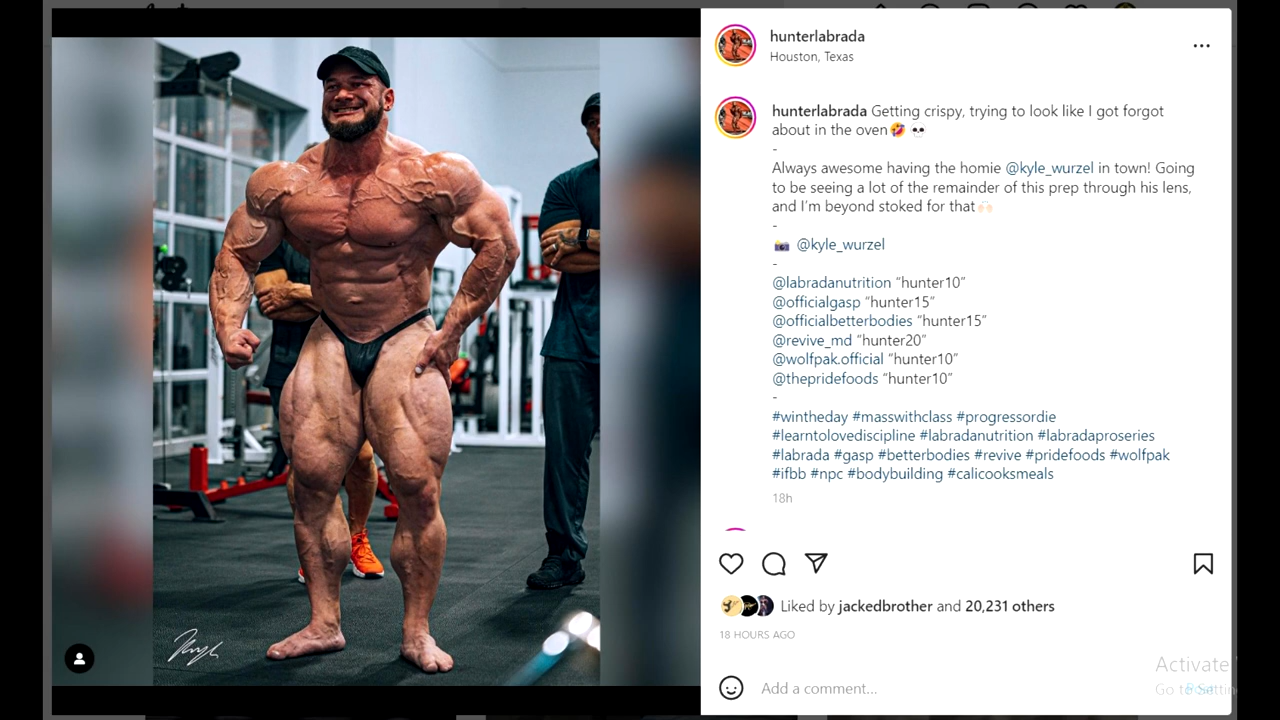 hunterlabrada
Houston, Texas
hunterlabrada Getting crispy, trying to look like I got forgot
about in the oven🤣 ☠️
-
Always awesome having the homie @kyle_wurzel in town! Going
to be seeing a lot of the remainder of this prep through his lens,
and I’m beyond stoked for that🙌🏻
-
📸 @kyle_wurzel
-
@labradanutrition “hunter10”
@officialgasp “hunter15”
@officialbetterbodies “hunter15”
@revive_md “hunter20”
@wolfpak.official “hunter10”
@thepridefoods “hunter10”
-
#wintheday #masswithclass #progressordie
#learntolovediscipline #labradanutrition #labradaproseries
#labrada #gasp #betterbodies #revive #pridefoods #wolfpak
#ifbb #npc #bodybuilding #calicooksmeals
18h
Liked by jackedbrother and 20,231 others
18 HOURS AGO
Add a comment...
Post
Activate
Go to Settin